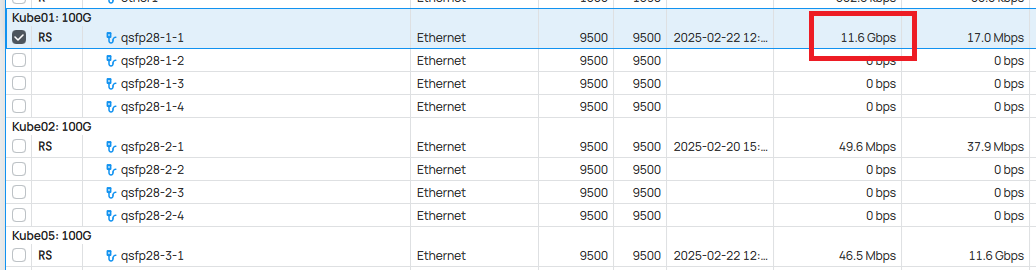 Kube01: 100G
RS qsfp28-1-1 Ethernet 9500 9500 2025-02-22 12:... 11.6 Gbps 17.0 Mbps
qsfp28-1-2 Ethernet 9500 9500 0 bps 0 bps
qsfp28-1-3 Ethernet 9500 9500 0 bps 0 bps
qsfp28-1-4 Ethernet 9500 9500 0 bps 0 bps
Kube02: 100G
RS qsfp28-2-1 Ethernet 9500 9500 2025-02-20 15:... 49.6 Mbps 37.9 Mbps
qsfp28-2-2 Ethernet 9500 9500 0 bps 0 bps
qsfp28-2-3 Ethernet 9500 9500 0 bps 0 bps
qsfp28-2-4 Ethernet 9500 9500 0 bps 0 bps
Kube05: 100G
RS qsfp28-3-1 Ethernet 9500 9500 2025-02-22 12:... 46.5 Mbps 11.6 Gbps